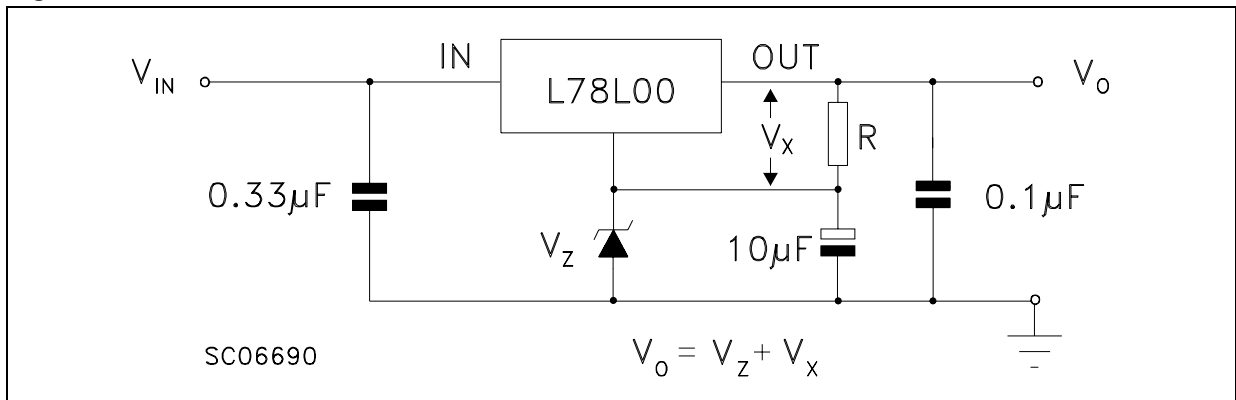 IN
OUT
V_IN
L78L00
V_O
V_X
R
0.33µF
0.1µF
V_Z
10µF
SC06690
V_O = V_Z + V_X